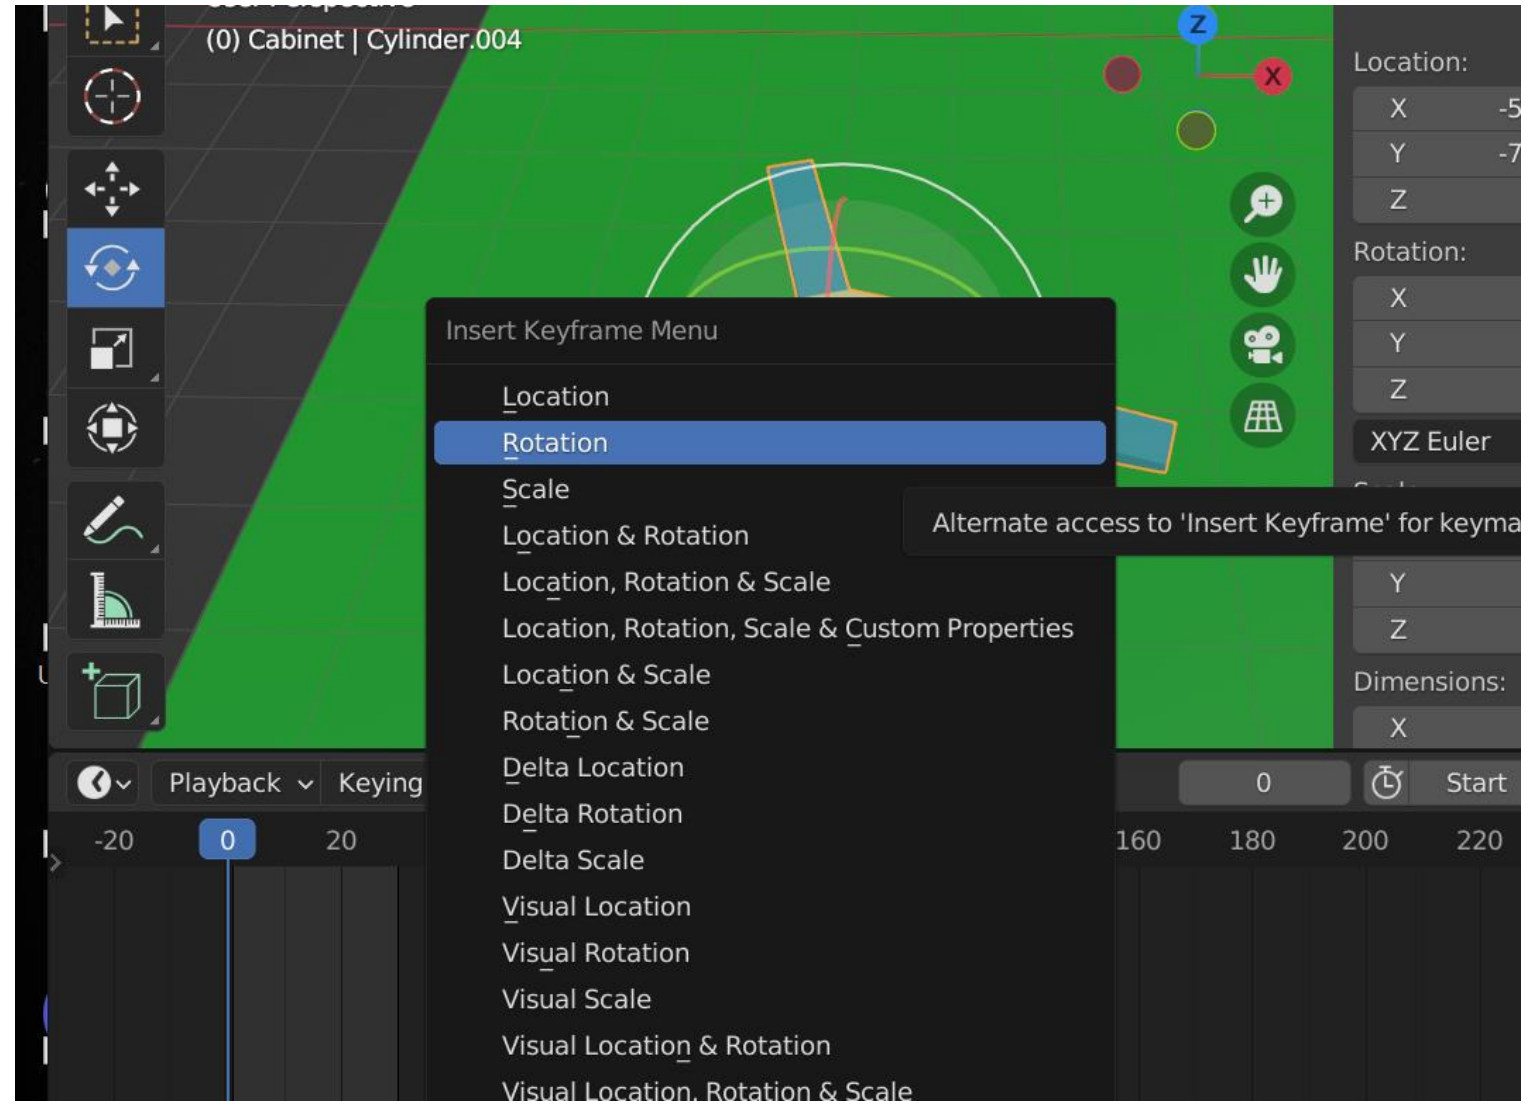 (0) Cabinet | Cylinder.004
Z
X
Location:
X -5
Y -7
Z
Rotation:
X
Y
Z
XYZ Euler
Insert Keyframe Menu
Location
Rotation
Scale
Location & Rotation
Location, Rotation & Scale
Location, Rotation, Scale & Custom Properties
Location & Scale
Rotation & Scale
Delta Location
Delta Rotation
Delta Scale
Visual Location
Visual Rotation
Visual Scale
Visual Location & Rotation
Visual Location, Rotation & Scale
Alternate access to 'Insert Keyframe' for keyma
Y
Z
Dimensions:
X
Playback Keying 0 Start
-20 0 20 160 180 200 220